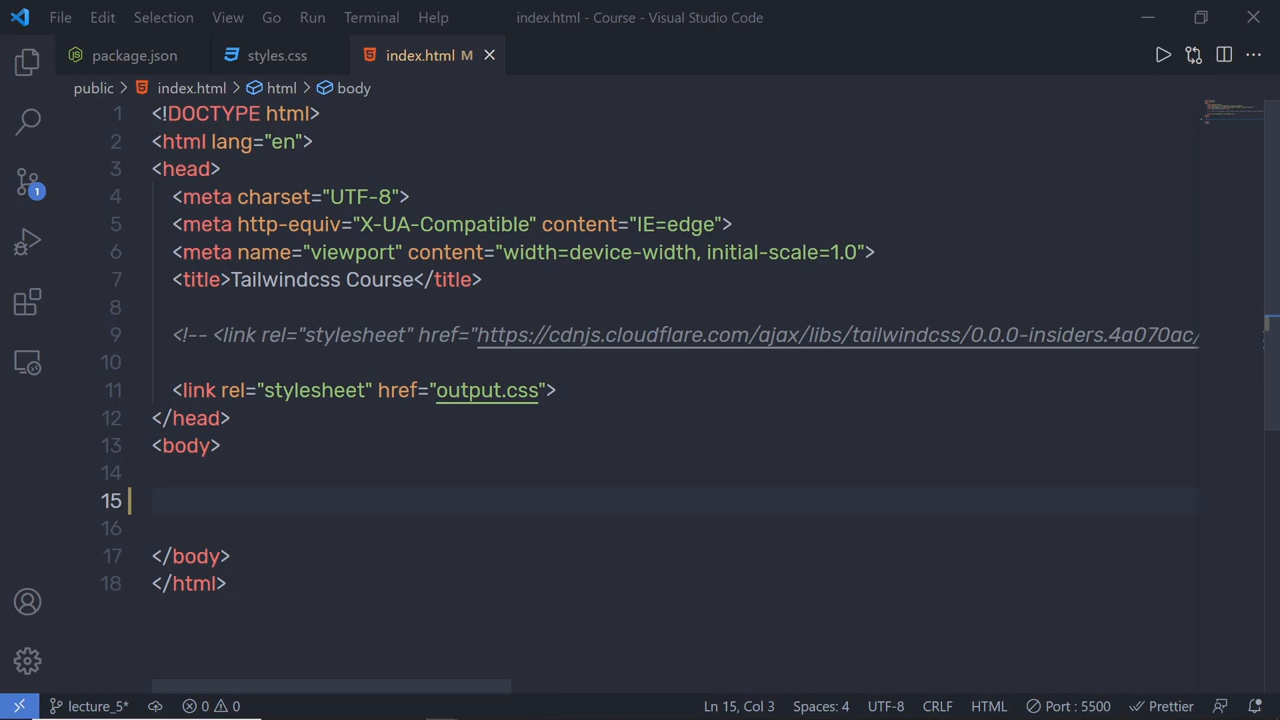 File Edit Selection View Go Run Terminal Help index.html - Course - Visual Studio Code
package.json styles.css index.html M
public index.html html body
1 <!DOCTYPE html>
2 <html lang="en">
3 <head>
4 <meta charset="UTF-8">
5 <meta http-equiv="X-UA-Compatible" content="IE=edge">
6 <meta name="viewport" content="width=device-width, initial-scale=1.0">
7 <title>Tailwindcss Course</title>
8
9 <!-- <link rel="stylesheet" href="https://cdnjs.cloudflare.com/ajax/libs/tailwindcss/0.0.0-insiders.4a070ac/
10
11 <link rel="stylesheet" href="output.css">
12 </head>
13 <body>
14
15
16
17 </body>
18 </html>
1
lecture_5* 0 0 Ln 15, Col 3 Spaces: 4 UTF-8 CRLF HTML Port : 5500 Prettier